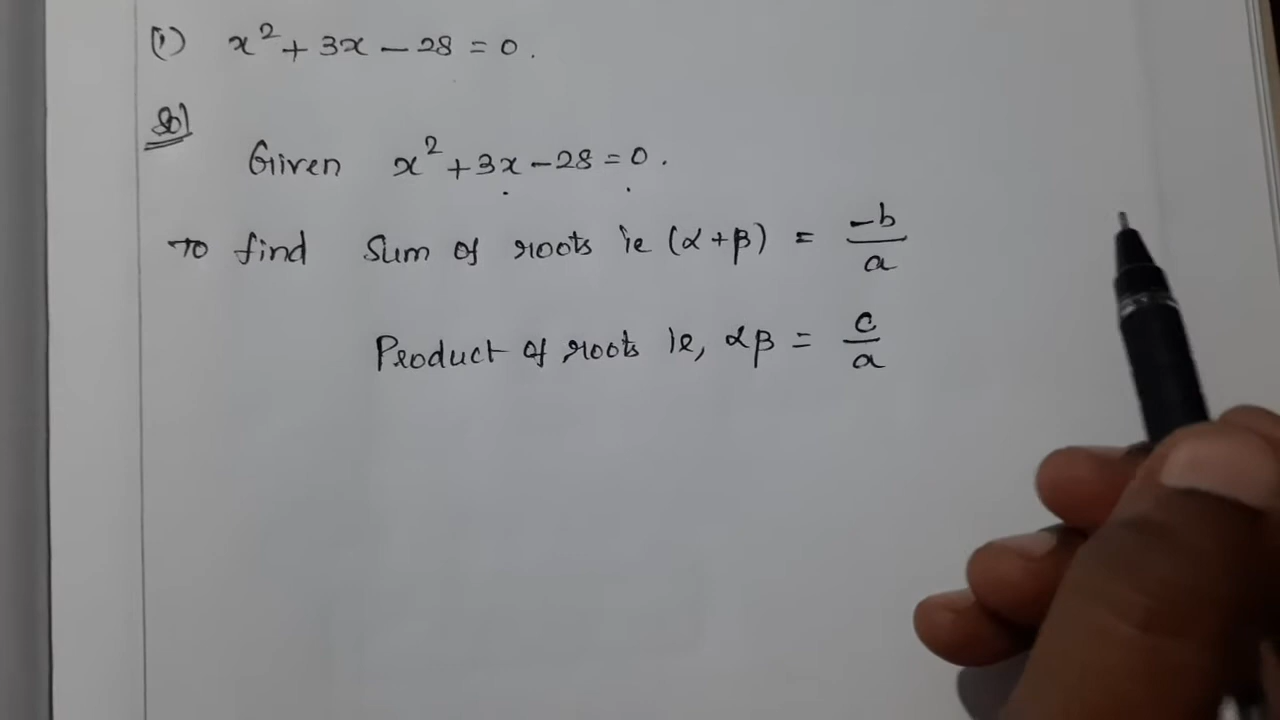 (1) x² + 3x - 28 = 0.
Sol
Given x² + 3x - 28 = 0.
To find Sum of roots ie (α + β) = -b/a
Product of roots ie, αβ = c/a